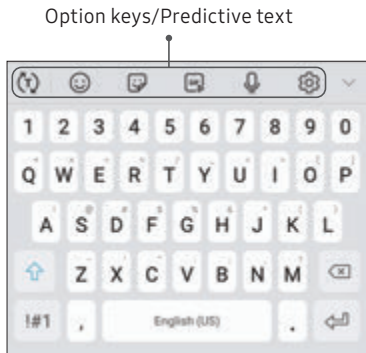 Option keys/Predictive text
1 2 3 4 5 6 7 8 9 0
Q W E R T Y U I O P
A S D F G H J K L
Z X C V B N M
!#1 , English (US) .